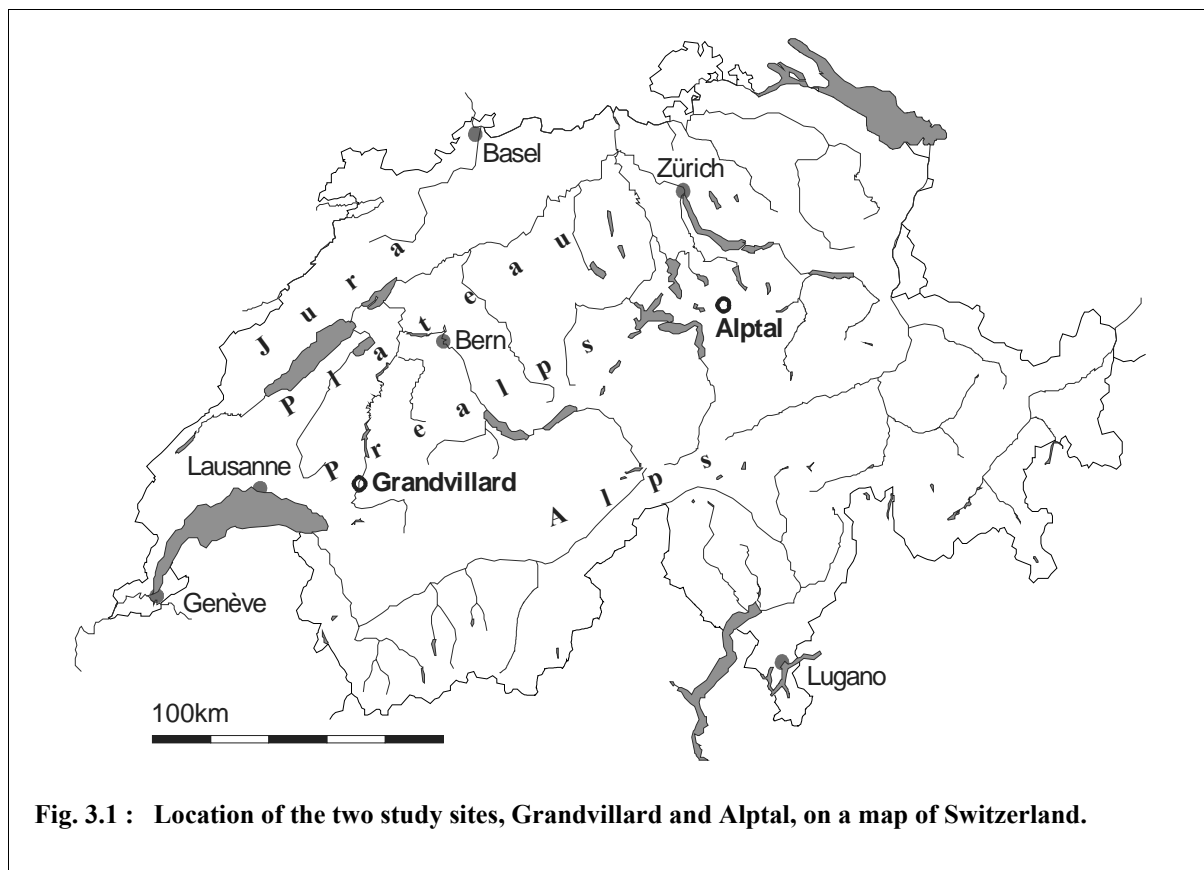 Basel
Zürich
Jura
Plateau
Bern
Alptal
Prealps
Lausanne
Grandvillard
Alps
Genève
Lugano
100km
Fig. 3.1 : Location of the two study sites, Grandvillard and Alptal, on a map of Switzerland.